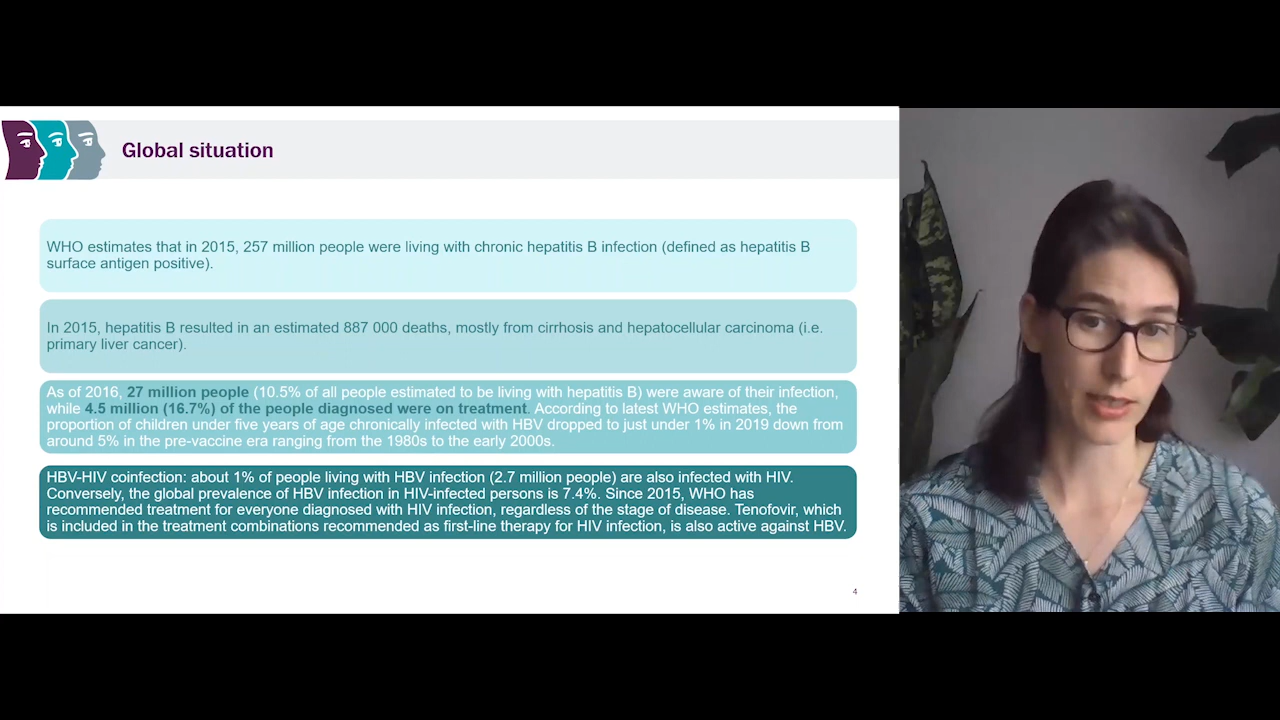 Global situation
WHO estimates that in 2015, 257 million people were living with chronic hepatitis B infection (defined as hepatitis B
surface antigen positive).
In 2015, hepatitis B resulted in an estimated 887 000 deaths, mostly from cirrhosis and hepatocellular carcinoma (i.e.
primary liver cancer).
As of 2016, 27 million people (10.5% of all people estimated to be living with hepatitis B) were aware of their infection,
while 4.5 million (16.7%) of the people diagnosed were on treatment. According to latest WHO estimates, the
proportion of children under five years of age chronically infected with HBV dropped to just under 1% in 2019 down from
around 5% in the pre-vaccine era ranging from the 1980s to the early 2000s.
HBV-HIV coinfection: about 1% of people living with HBV infection (2.7 million people) are also infected with HIV.
Conversely, the global prevalence of HBV infection in HIV-infected persons is 7.4%. Since 2015, WHO has
recommended treatment for everyone diagnosed with HIV infection, regardless of the stage of disease. Tenofovir, which
is included in the treatment combinations recommended as first-line therapy for HIV infection, is also active against HBV.
4